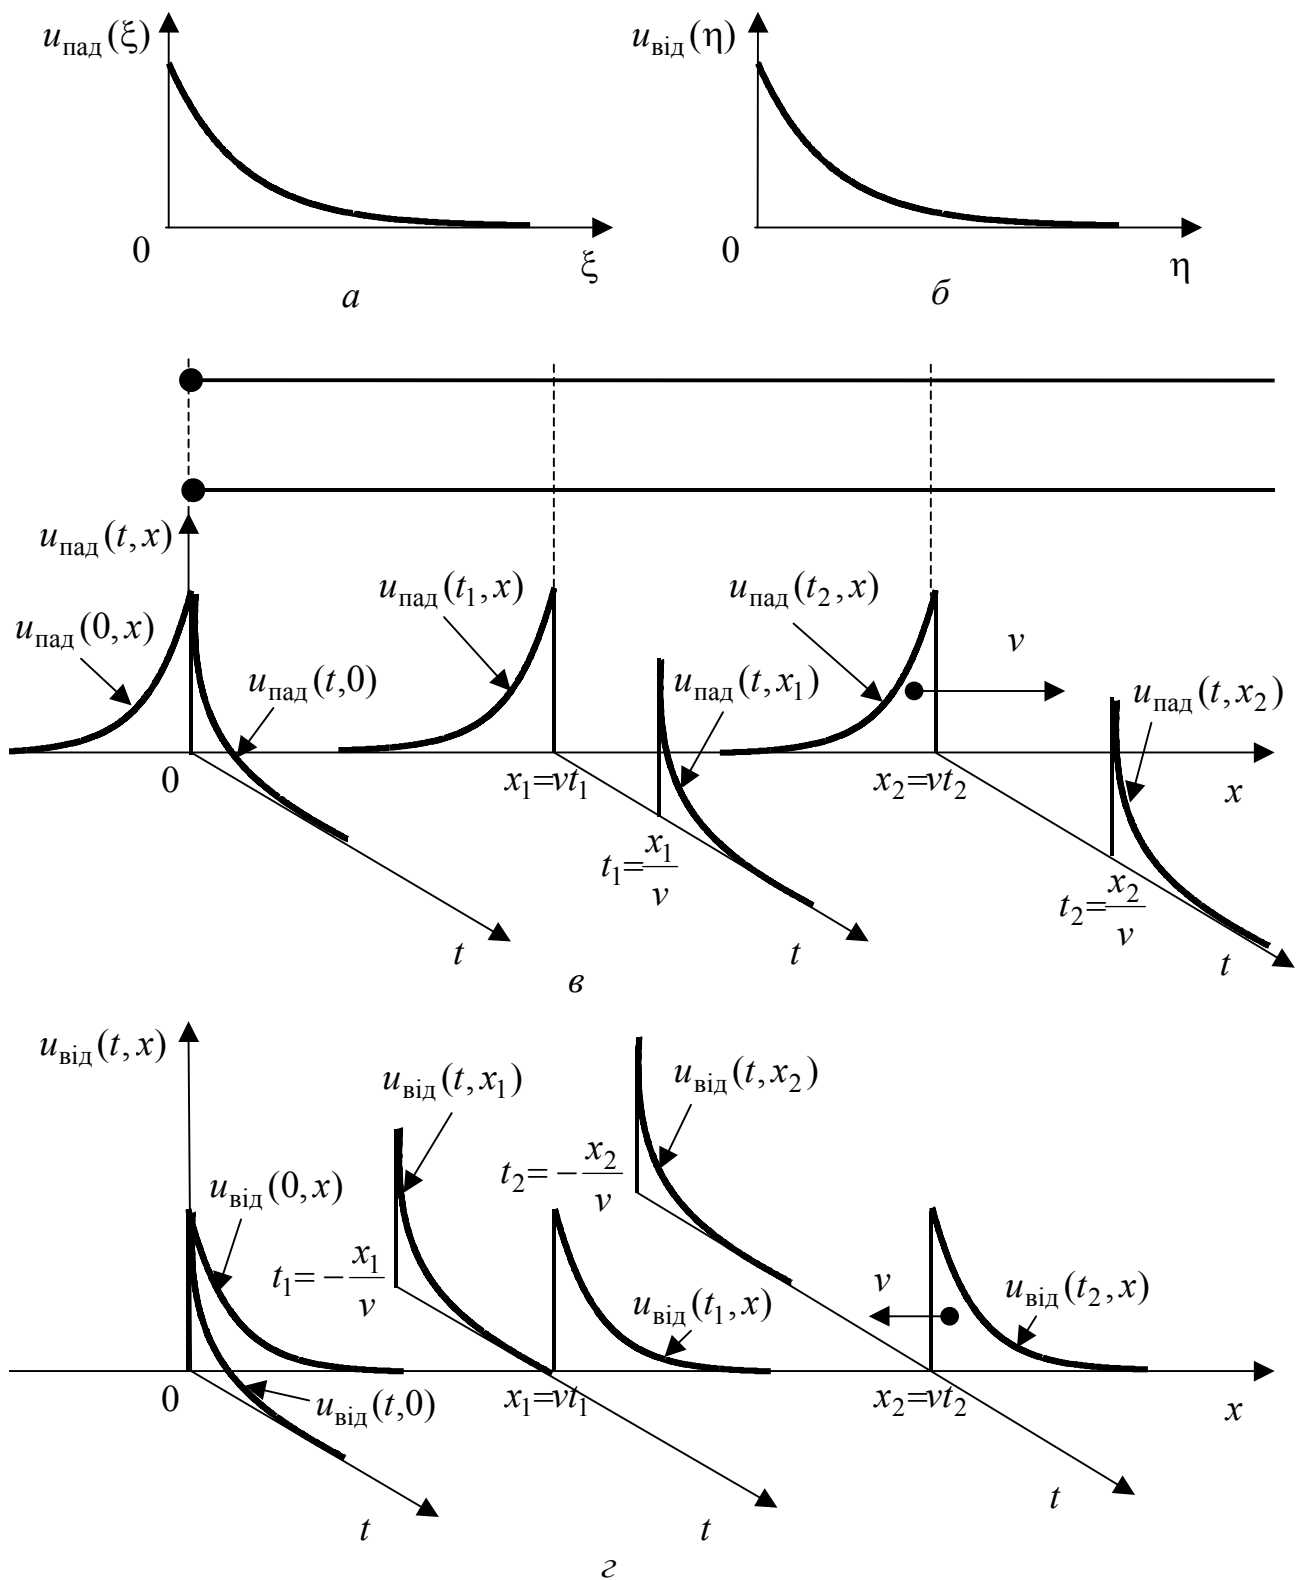 u_пад(ξ)
u_від(η)
0
ξ
0
η
а
б
u_пад(t, x)
u_пад(0, x)
u_пад(t,0)
u_пад(t_1, x)
u_пад(t, x_1)
u_пад(t_2, x)
v
u_пад(t, x_2)
0
x_1=vt_1
x_2=vt_2
x
t_1=x_1/v
t_2=x_2/v
t
t
t
в
u_від(t, x)
u_від(t, x_1)
u_від(t, x_2)
u_від(0, x)
t_2= −x_2/v
t_1= −x_1/v
u_від(t_1, x)
v
u_від(t_2, x)
0
u_від(t,0)
x_1=vt_1
x_2=vt_2
x
t
t
t
г